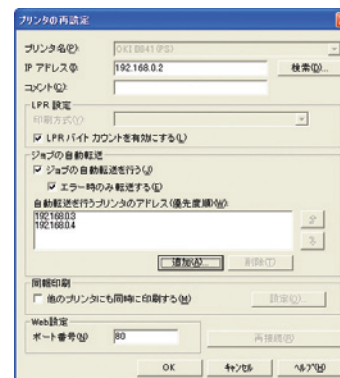 プリンタの再設定
プリンタ名(P): OKI 8841 (PS)
IP アドレス(I): 192.168.0.2 検索(D)...
コメント(Q):
LPR 設定
印刷方式(Y):
LPR バイト カウントを有効にする(L)
ジョブの自動転送
ジョブの自動転送を行う(J)
エラー時のみ転送する(E)
自動転送を行うプリンタのアドレス(優先度順)(W)
192.168.0.3
192.168.0.4
追加(A)... 削除(T)
同報印刷
他のプリンタにも同時に印刷する(M) 設定(O)...
Web設定
ポート番号(N) 80 再接続(R)
OK キャンセル ヘルプ(H)